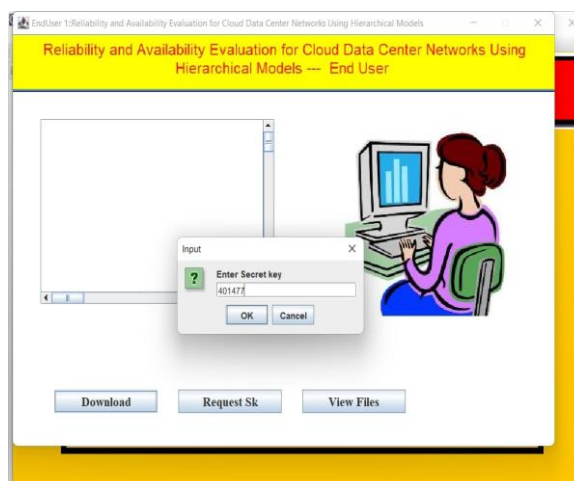 EndUser 1:Reliability and Availability Evaluation for Cloud Data Center Networks Using Hierarchical Models
Reliability and Availability Evaluation for Cloud Data Center Networks Using
Hierarchical Models --- End User
Input
Enter Secret key
401477
OK Cancel
Download Request Sk View Files